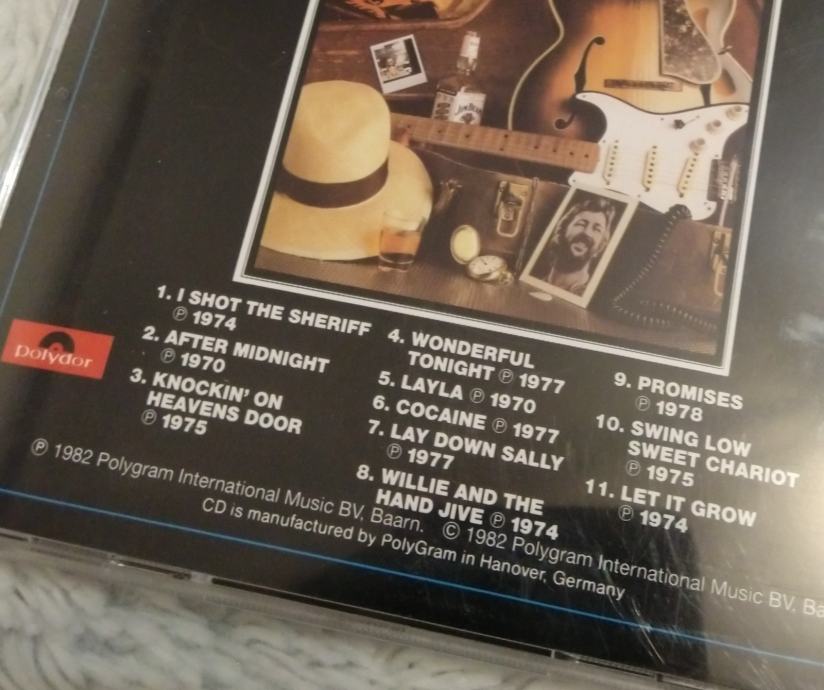 JIM BEAM
polydor
1. I SHOT THE SHERIFF
℗ 1974
2. AFTER MIDNIGHT
℗ 1970
3. KNOCKIN' ON
HEAVENS DOOR
℗ 1975
4. WONDERFUL
TONIGHT ℗ 1977
5. LAYLA ℗ 1970
6. COCAINE ℗ 1977
7. LAY DOWN SALLY
℗ 1977
8. WILLIE AND THE
HAND JIVE ℗ 1974
9. PROMISES
℗ 1978
10. SWING LOW
SWEET CHARIOT
℗ 1975
11. LET IT GROW
℗ 1974
℗ 1982 Polygram International Music BV, Baarn. © 1982 Polygram International Music BV, Ba
CD is manufactured by PolyGram in Hanover, Germany